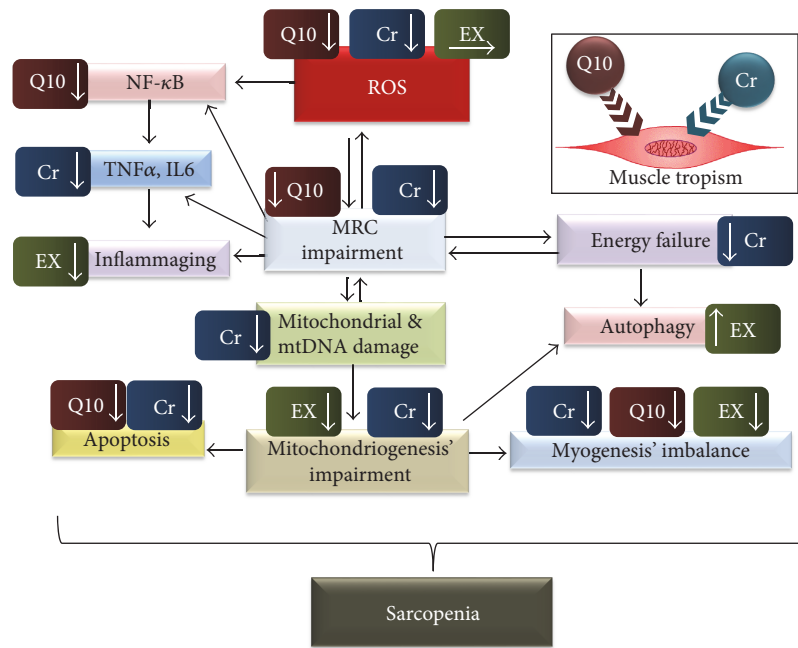 Q10 Cr EX
Q10 NF-κB
ROS
Q10 Cr
Muscle tropism
Cr TNFα, IL6
Q10 Cr
MRC
impairment
EX Inflammaging
Energy failure Cr
Cr Mitochondrial &
mtDNA damage
Autophagy EX
Q10 Cr
Apoptosis
EX Cr
Mitochondriogenesis'
impairment
Cr Q10 EX
Myogenesis' imbalance
Sarcopenia